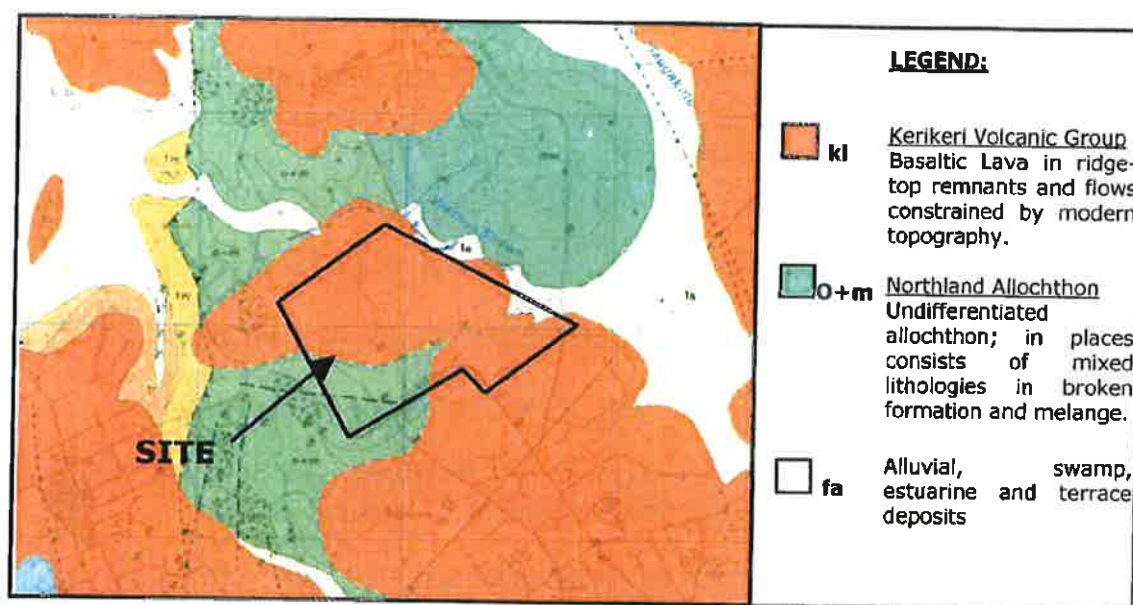 LEGEND:
kl
Kerikeri Volcanic Group
Basaltic Lava in ridge-
top remnants and flows
constrained by modern
topography.
o+m
Northland Allochthon
Undifferentiated
allochthon; in places
consists of mixed
lithologies in broken
formation and melange.
fa
Alluvial, swamp,
estuarine and terrace
deposits
SITE